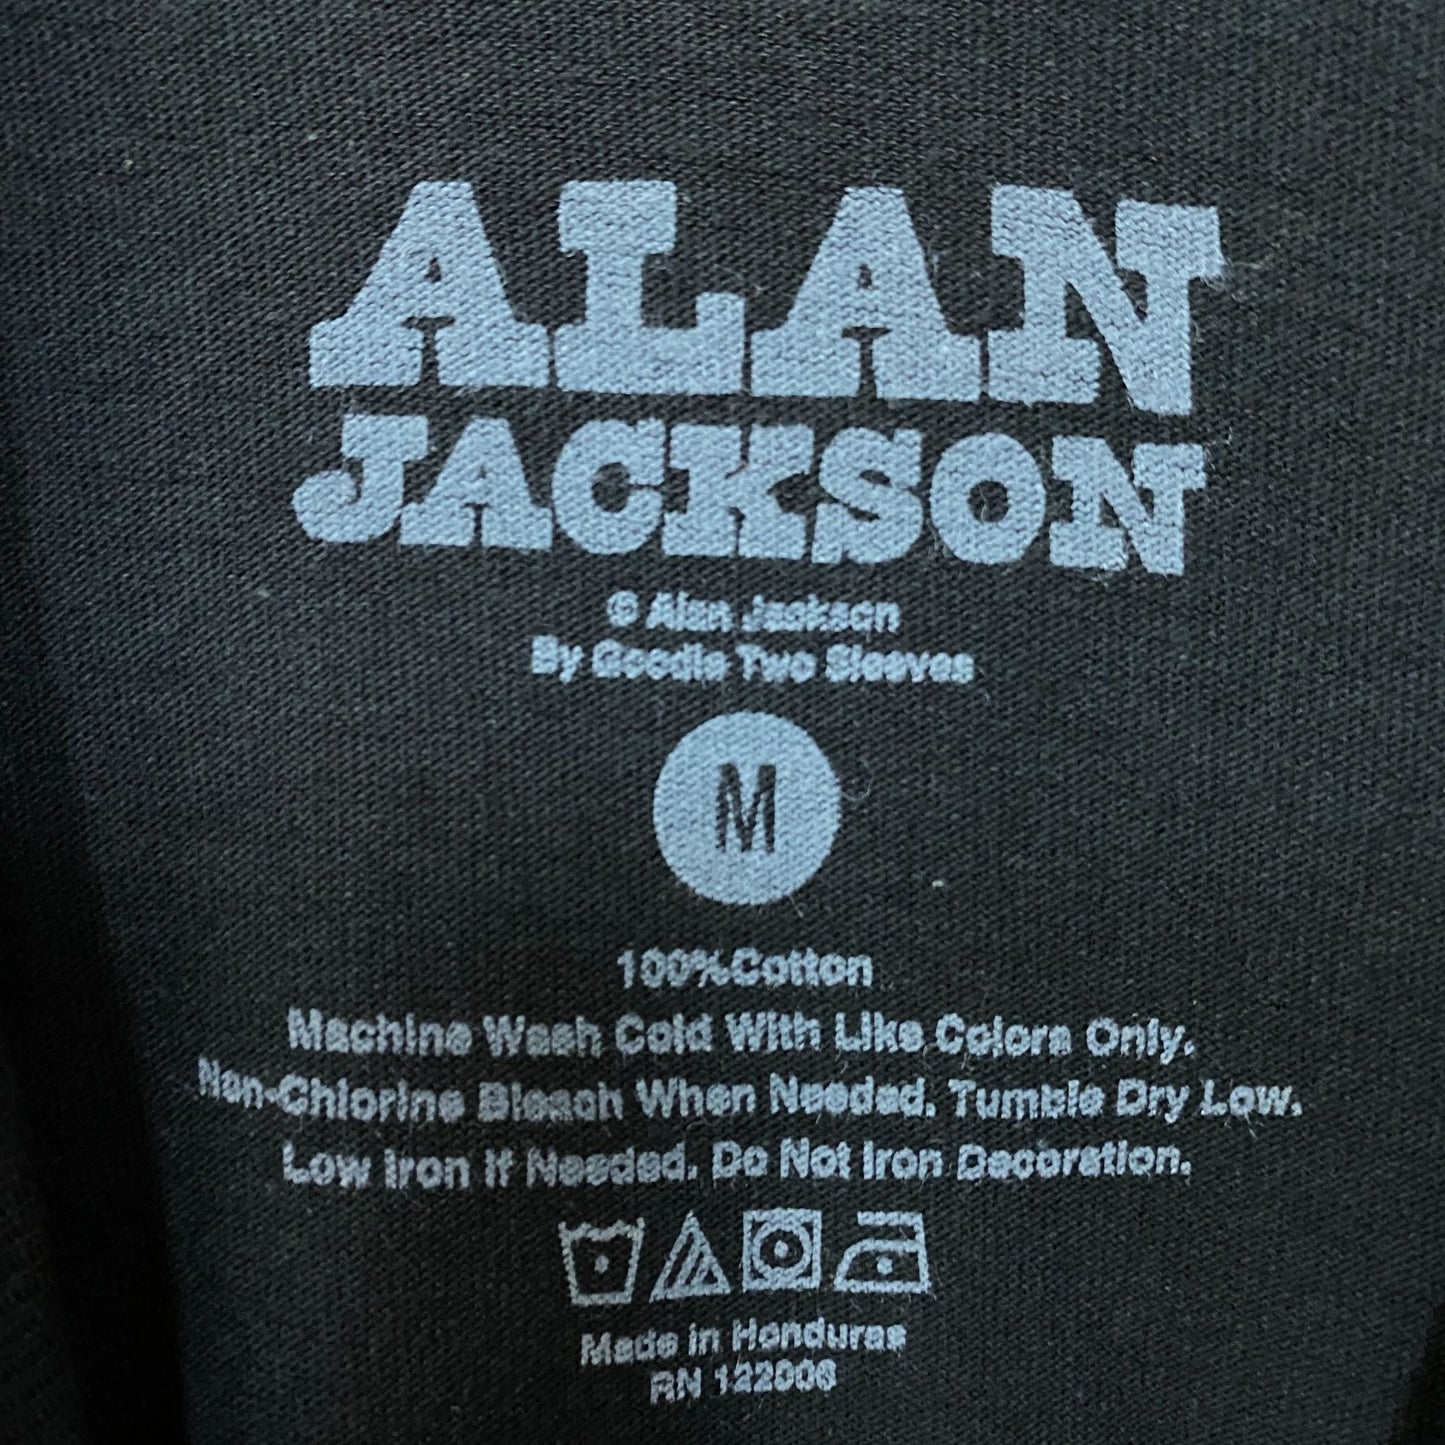 ALAN
JACKSON
© Alan Jackson
By Goodie Two Sleeves
M
100%Cotton
Machine Wash Cold With Like Colors Only.
Non-Chlorine Bleach When Needed. Tumble Dry Low.
Low Iron If Needed. Do Not Iron Decoration.
Made in Honduras
RN 122006